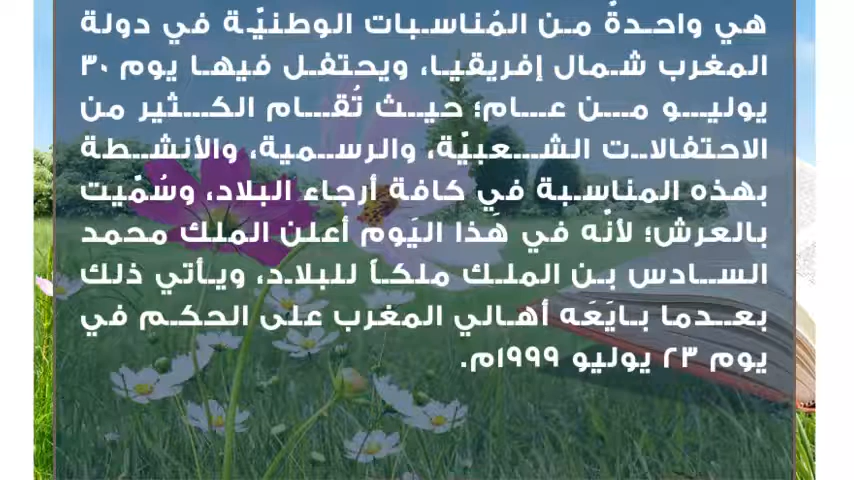 هي واحدةٌ من المُناسبات الوطنيّة في دولة
المغرب شمال إفريقيا، ويحتفل فيها يوم ٣٠
يوليو من عام؛ حيث تُقام الكثير من
الاحتفالات الشعبيّة، والرسمية، والأنشطة
بهذه المناسبة في كافة أرجاء البلاد، وسُمّيت
بالعرش؛ لأنّه في هَذا اليَوم أعلن الملك محمد
السادس بن الملك ملكاً للبلاد، ويأتي ذلك
بعدما بايَعَه أهالي المغرب على الحكم في
يوم ٢٣ يوليو ١٩٩٩م.